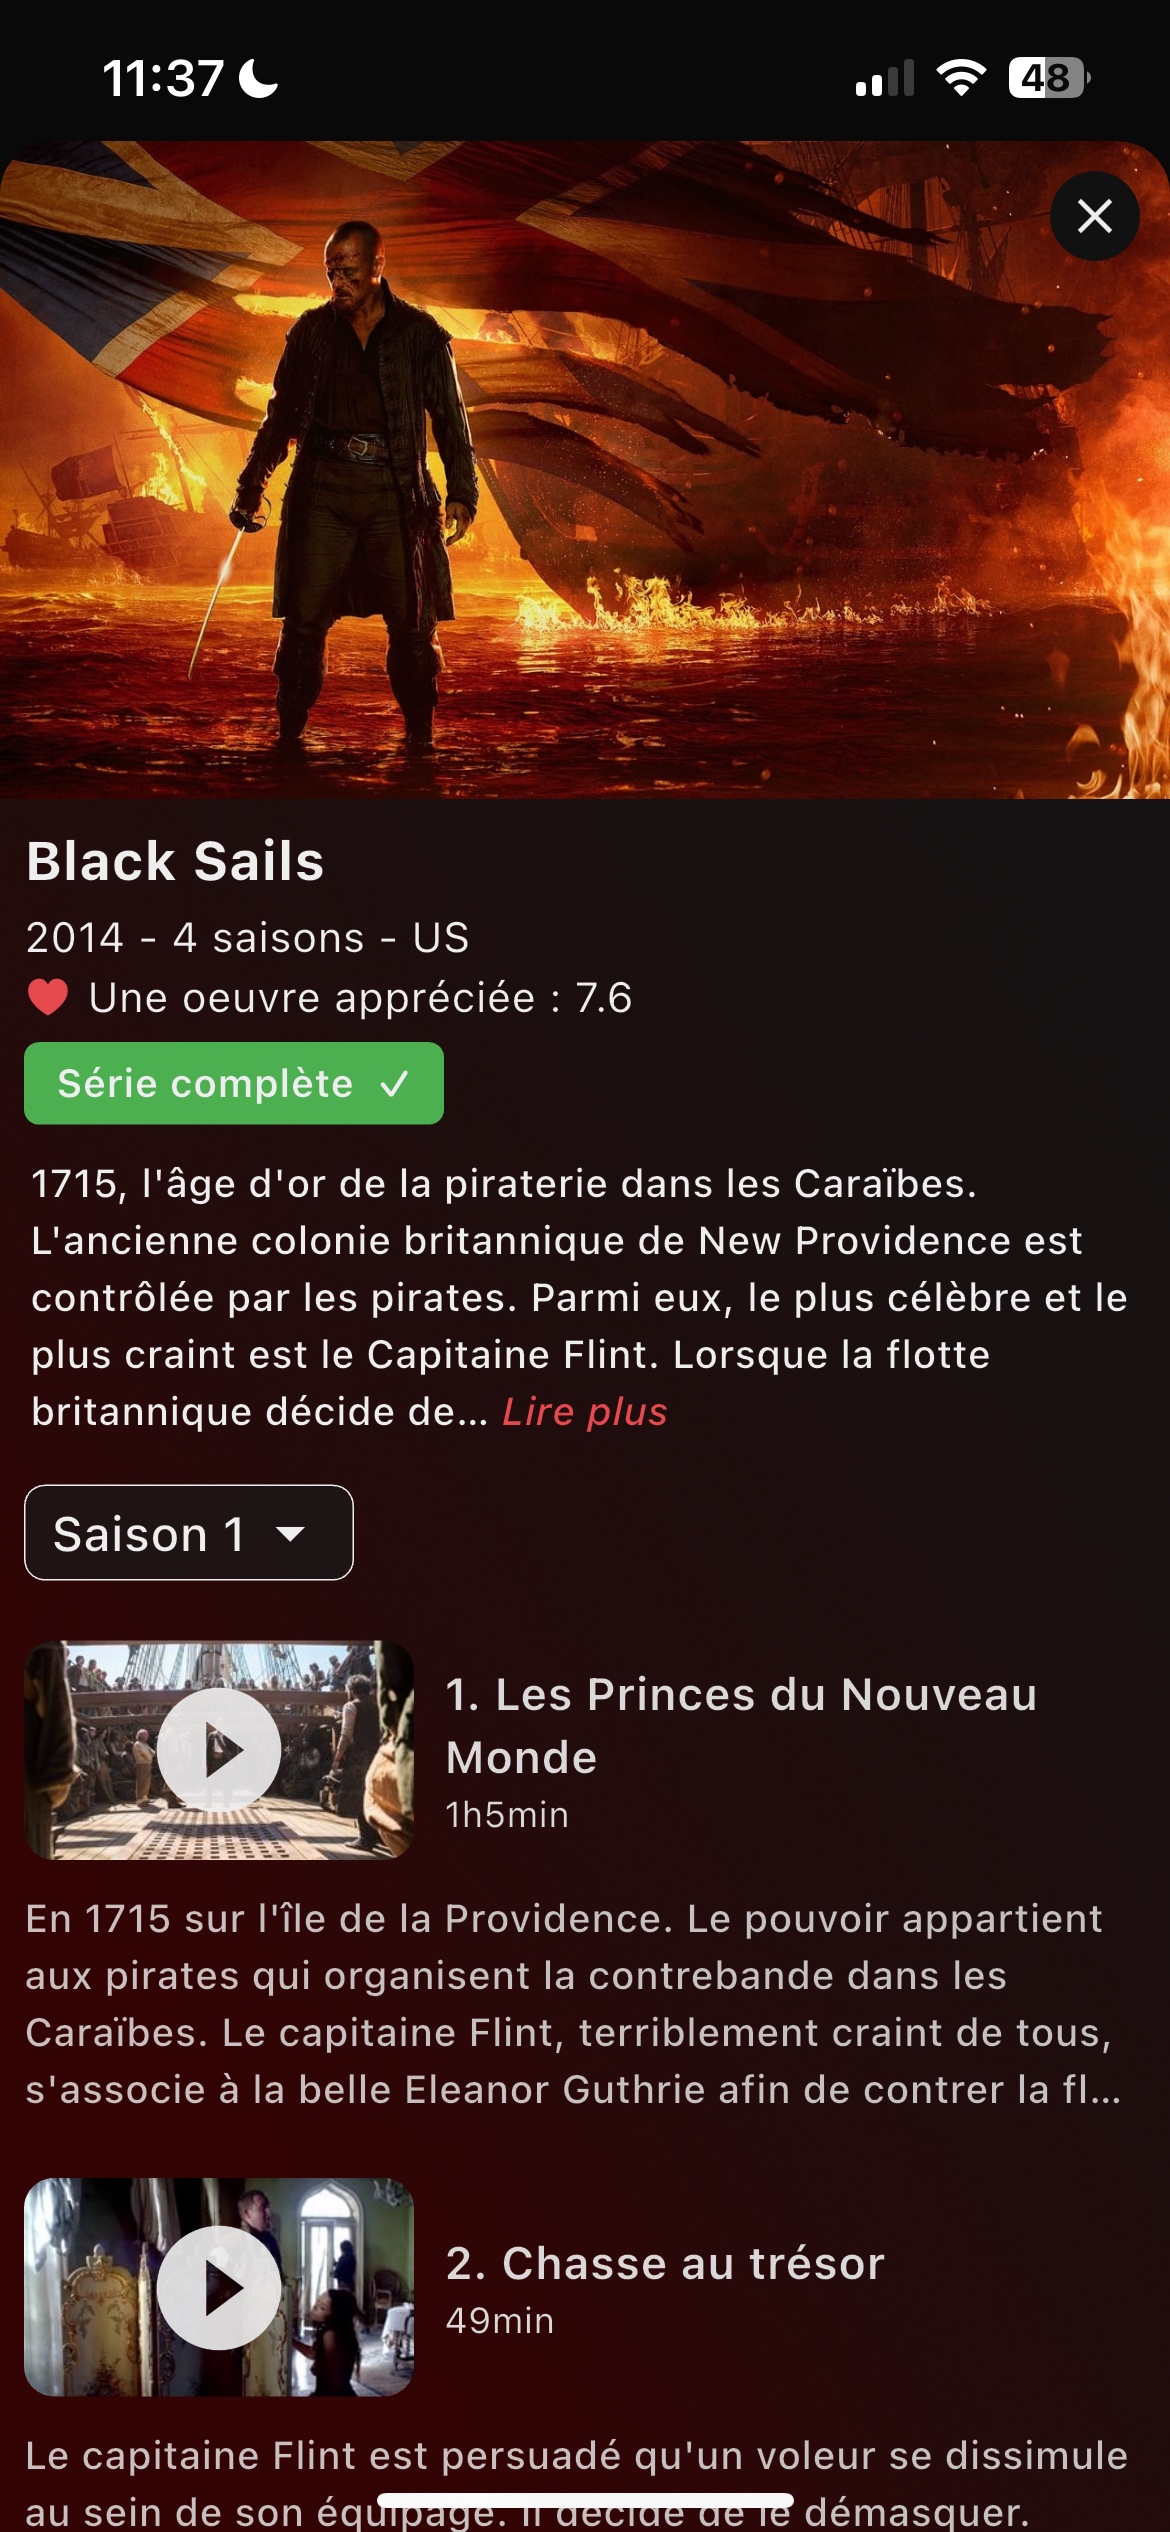 11:37
48
Black Sails
2014 - 4 saisons - US
Une oeuvre appréciée : 7.6
Série complète ✓
1715, l'âge d'or de la piraterie dans les Caraïbes.
L'ancienne colonie britannique de New Providence est
contrôlée par les pirates. Parmi eux, le plus célèbre et le
plus craint est le Capitaine Flint. Lorsque la flotte
britannique décide de... Lire plus
Saison 1
1. Les Princes du Nouveau
Monde
1h5min
En 1715 sur l'île de la Providence. Le pouvoir appartient
aux pirates qui organisent la contrebande dans les
Caraïbes. Le capitaine Flint, terriblement craint de tous,
s'associe à la belle Eleanor Guthrie afin de contrer la fl...
2. Chasse au trésor
49min
Le capitaine Flint est persuadé qu'un voleur se dissimule
au sein de son équipage. Il décide de le démasquer.